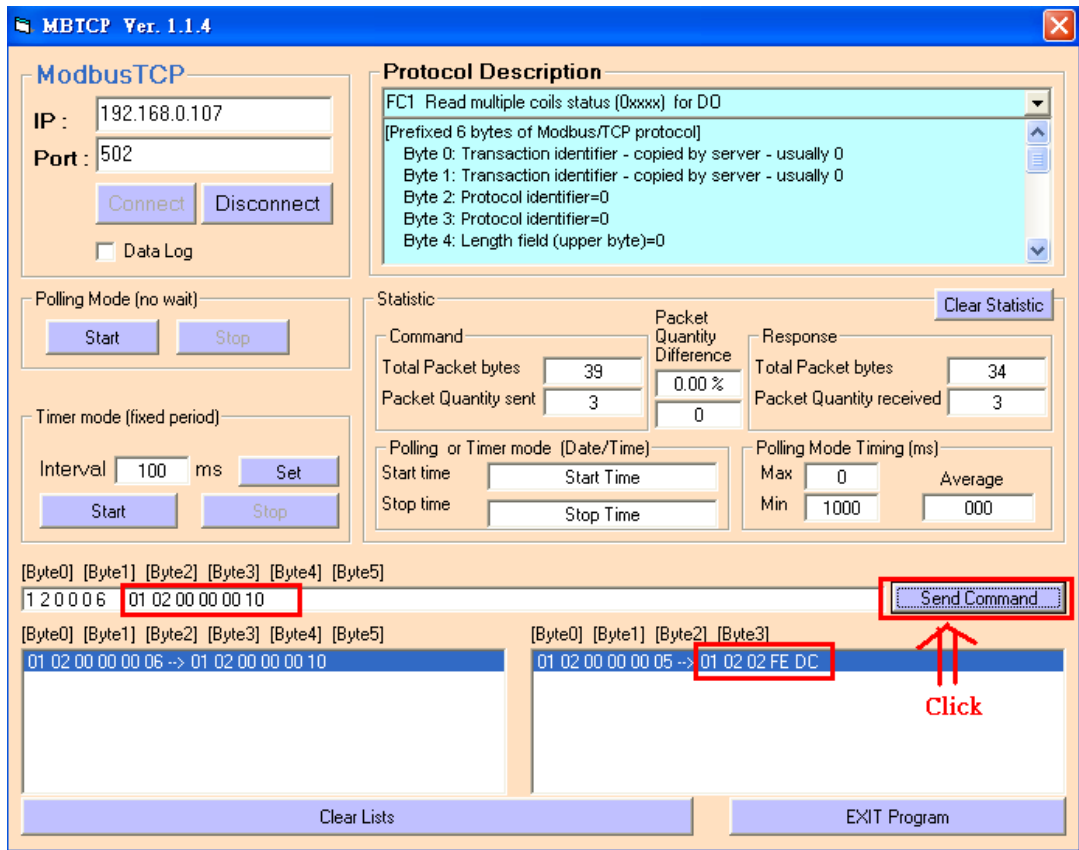 MBTCP Ver. 1.1.4
ModbusTCP
IP : 192.168.0.107
Port : 502
Connect Disconnect
Data Log
Protocol Description
FC1 Read multiple coils status (0xxxx) for DO
[Prefixed 6 bytes of Modbus/TCP protocol]
Byte 0: Transaction identifier - copied by server - usually 0
Byte 1: Transaction identifier - copied by server - usually 0
Byte 2: Protocol identifier=0
Byte 3: Protocol identifier=0
Byte 4: Length field (upper byte)=0
Polling Mode (no wait)
Start Stop
Timer mode (fixed period)
Interval 100 ms Set
Start Stop
Statistic
Clear Statistic
Command
Total Packet bytes 39
Packet Quantity sent 3
Packet
Quantity
Difference
0.00 %
0
Response
Total Packet bytes 34
Packet Quantity received 3
Polling or Timer mode (Date/Time)
Start time Start Time
Stop time Stop Time
Polling Mode Timing (ms)
Max 0 Average
Min 1000 000
[Byte0] [Byte1] [Byte2] [Byte3] [Byte4] [Byte5]
1 2 0 0 0 6 01 02 00 00 00 10 Send Command
[Byte0] [Byte1] [Byte2] [Byte3] [Byte4] [Byte5]
01 02 00 00 00 06 --> 01 02 00 00 00 10
[Byte0] [Byte1] [Byte2] [Byte3]
01 02 00 00 00 05 --> 01 02 02 FE DC
Click
Clear Lists EXIT Program